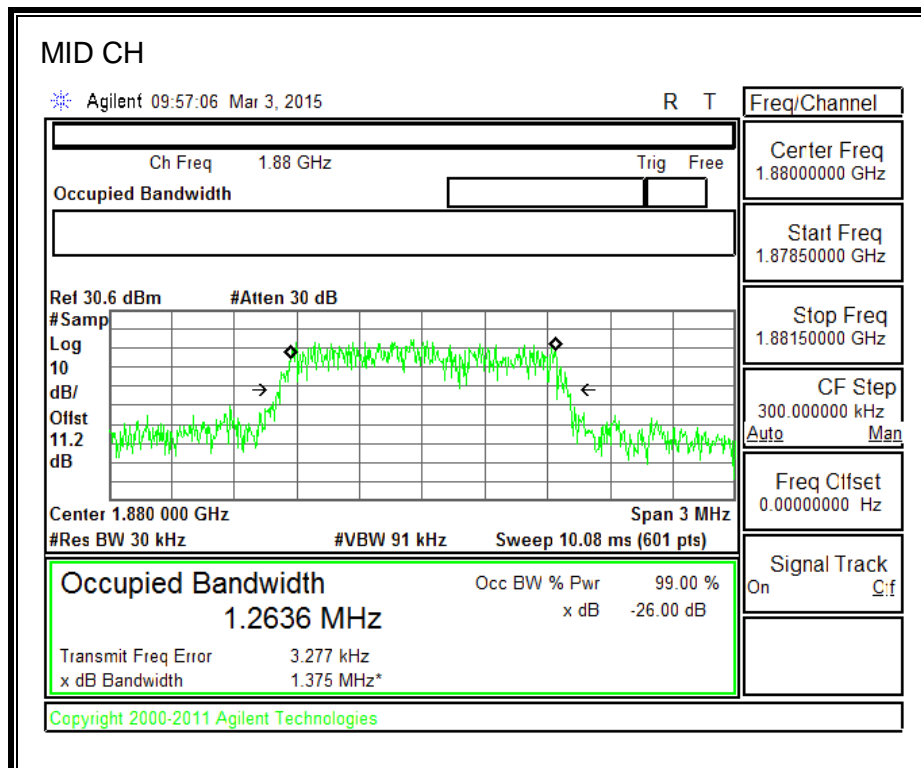 MID CH
Agilent 09:57:06 Mar 3, 2015 R T
Freq/Channel
Ch Freq 1.88 GHz Trig Free
Occupied Bandwidth
Center Freq
1.88000000 GHz
Start Freq
1.87850000 GHz
Stop Freq
1.88150000 GHz
CF Step
300.000000 kHz
Auto Man
Freq Offset
0.00000000 Hz
Signal Track
On Off
Ref 30.6 dBm #Atten 30 dB
#Samp
Log
10
dB/
Offst
11.2
dB
Center 1.880 000 GHz Span 3 MHz
#Res BW 30 kHz #VBW 91 kHz Sweep 10.08 ms (601 pts)
Occupied Bandwidth
1.2636 MHz
Occ BW % Pwr 99.00 %
x dB -26.00 dB
Transmit Freq Error 3.277 kHz
x dB Bandwidth 1.375 MHz*
Copyright 2000-2011 Agilent Technologies